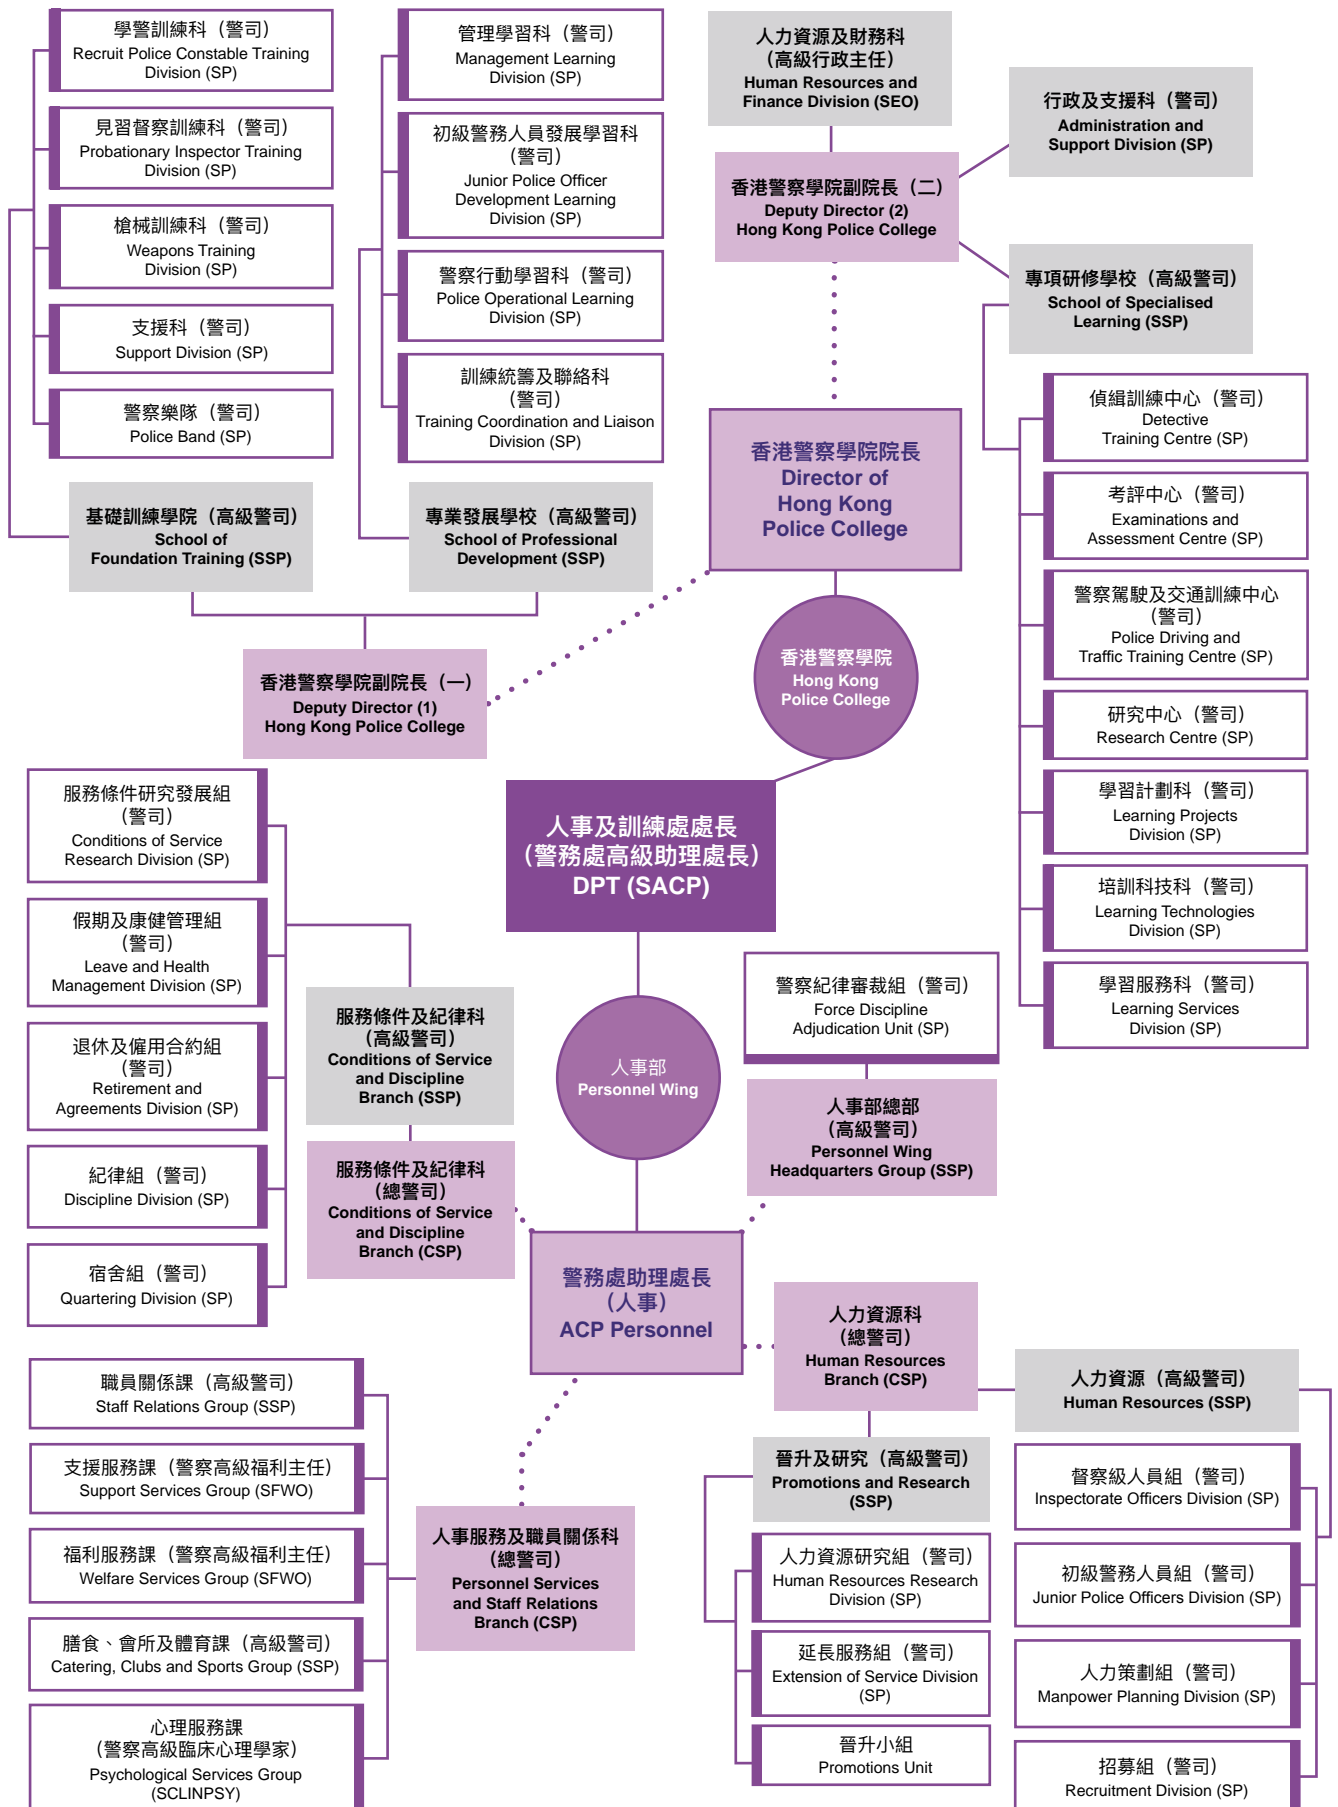 學警訓練科（警司）
Recruit Police Constable Training
Division (SP)
見習督察訓練科（警司）
Probationary Inspector Training
Division (SP)
槍械訓練科（警司）
Weapons Training
Division (SP)
支援科（警司）
Support Division (SP)
警察樂隊（警司）
Police Band (SP)
基礎訓練學院（高級警司）
School of
Foundation Training (SSP)
管理學習科（警司）
Management Learning
Division (SP)
初級警務人員發展學習科
（警司）
Junior Police Officer
Development Learning
Division (SP)
警察行動學習科（警司）
Police Operational Learning
Division (SP)
訓練統籌及聯絡科
（警司）
Training Coordination and Liaison
Division (SP)
專業發展學校（高級警司）
School of Professional
Development (SSP)
香港警察學院副院長（一）
Deputy Director (1)
Hong Kong Police College
人力資源及財務科
（高級行政主任）
Human Resources and
Finance Division (SEO)
行政及支援科（警司）
Administration and
Support Division (SP)
香港警察學院副院長（二）
Deputy Director (2)
Hong Kong Police College
專項研修學校（高級警司）
School of Specialised
Learning (SSP)
偵緝訓練中心（警司）
Detective
Training Centre (SP)
考評中心（警司）
Examinations and
Assessment Centre (SP)
警察駕駛及交通訓練中心
（警司）
Police Driving and
Traffic Training Centre (SP)
研究中心（警司）
Research Centre (SP)
學習計劃科（警司）
Learning Projects
Division (SP)
培訓科技科（警司）
Learning Technologies
Division (SP)
學習服務科（警司）
Learning Services
Division (SP)
香港警察學院院長
Director of
Hong Kong
Police College
香港警察學院
Hong Kong
Police College
人事及訓練處處長
（警務處高級助理處長）
DPT (SACP)
人事部
Personnel Wing
警務處助理處長
（人事）
ACP Personnel
服務條件研究發展組
（警司）
Conditions of Service
Research Division (SP)
假期及康健管理組
（警司）
Leave and Health
Management Division (SP)
退休及僱用合約組
（警司）
Retirement and
Agreements Division (SP)
紀律組（警司）
Discipline Division (SP)
宿舍組（警司）
Quartering Division (SP)
服務條件及紀律科
（高級警司）
Conditions of Service
and Discipline
Branch (SSP)
服務條件及紀律科
（總警司）
Conditions of Service
and Discipline
Branch (CSP)
警察紀律審裁組（警司）
Force Discipline
Adjudication Unit (SP)
人事部總部
（高級警司）
Personnel Wing
Headquarters Group (SSP)
職員關係課（高級警司）
Staff Relations Group (SSP)
支援服務課（警察高級福利主任）
Support Services Group (SFWO)
福利服務課（警察高級福利主任）
Welfare Services Group (SFWO)
膳食、會所及體育課（高級警司）
Catering, Clubs and Sports Group (SSP)
心理服務課
（警察高級臨床心理學家）
Psychological Services Group
(SCLINPSY)
人事服務及職員關係科
（總警司）
Personnel Services
and Staff Relations
Branch (CSP)
人力資源科
（總警司）
Human Resources
Branch (CSP)
晉升及研究（高級警司）
Promotions and Research
(SSP)
人力資源研究組（警司）
Human Resources Research
Division (SP)
延長服務組（警司）
Extension of Service Division
(SP)
晉升小組
Promotions Unit
人力資源（高級警司）
Human Resources (SSP)
督察級人員組（警司）
Inspectorate Officers Division (SP)
初級警務人員組（警司）
Junior Police Officers Division (SP)
人力策劃組（警司）
Manpower Planning Division (SP)
招募組（警司）
Recruitment Division (SP)